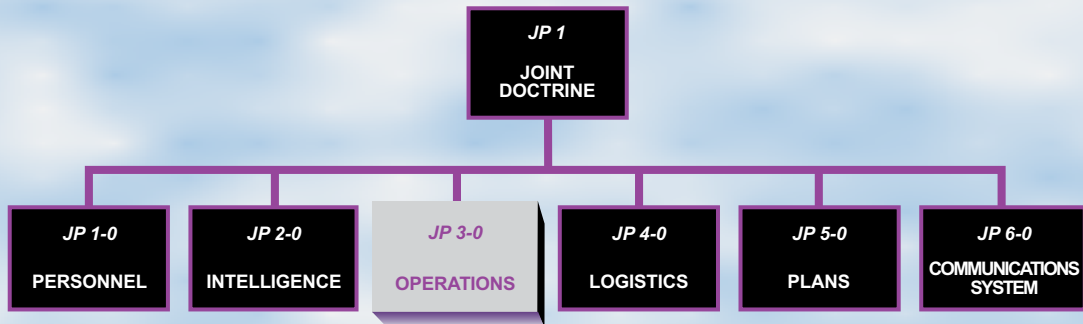 JP 1
JOINT
DOCTRINE
JP 1-0
PERSONNEL
JP 2-0
INTELLIGENCE
JP 3-0
OPERATIONS
JP 4-0
LOGISTICS
JP 5-0
PLANS
JP 6-0
COMMUNICATIONS
SYSTEM